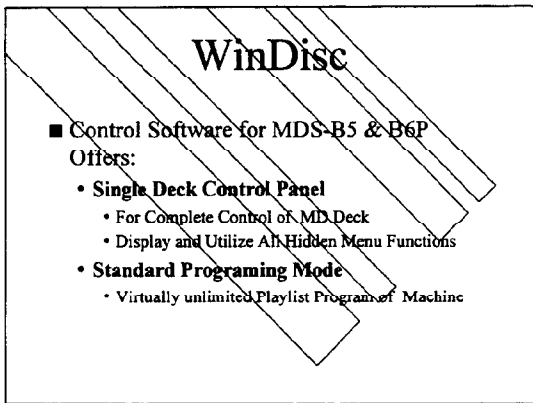 WinDisc
■ Control Software for MDS-B5 & B6P
Offers:
• Single Deck Control Panel
• For Complete Control of MD Deck
• Display and Utilize All Hidden Menu Functions
• Standard Programing Mode
• Virtually unlimited Playlist Program of Machine